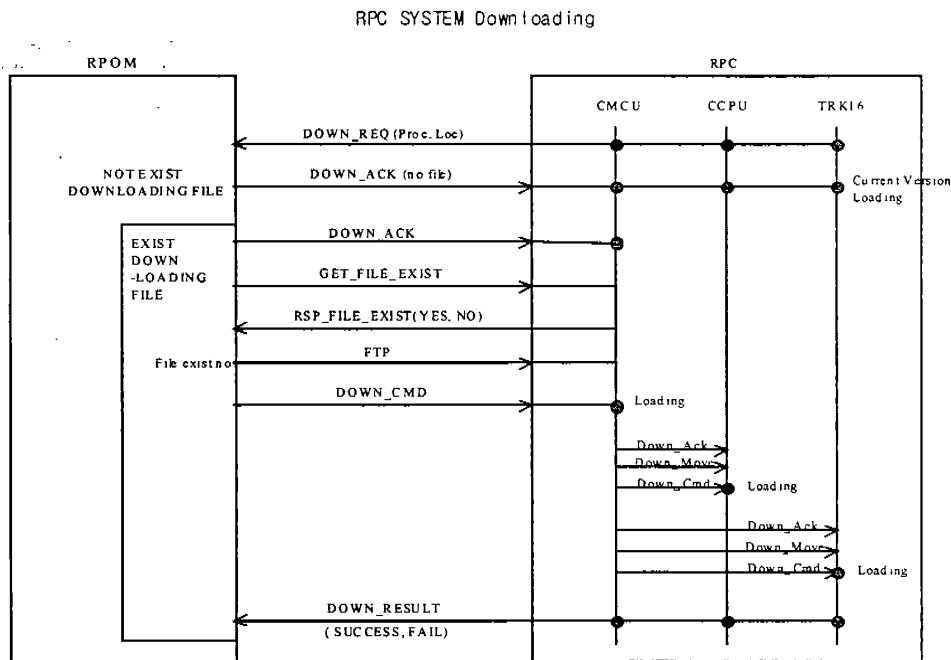 RPC SYSTEM Downloading
RPOM
RPC
CMCU
CCPU
TRK16
DOWN_REQ (Proc, Loc)
NOT EXIST
DOWNLOADING FILE
DOWN_ACK (no file)
Current Version
Loading
EXIST
DOWN
-LOADING
FILE
DOWN_ACK
GET_FILE_EXIST
RSP_FILE_EXIST(YES, NO)
File exist no
FTP
DOWN_CMD
Loading
Down_Ack
Down_Move
Down_Cmd
Loading
Down_Ack
Down_Move
Down_Cmd
Loading
DOWN_RESULT
( SUCCESS, FAIL)